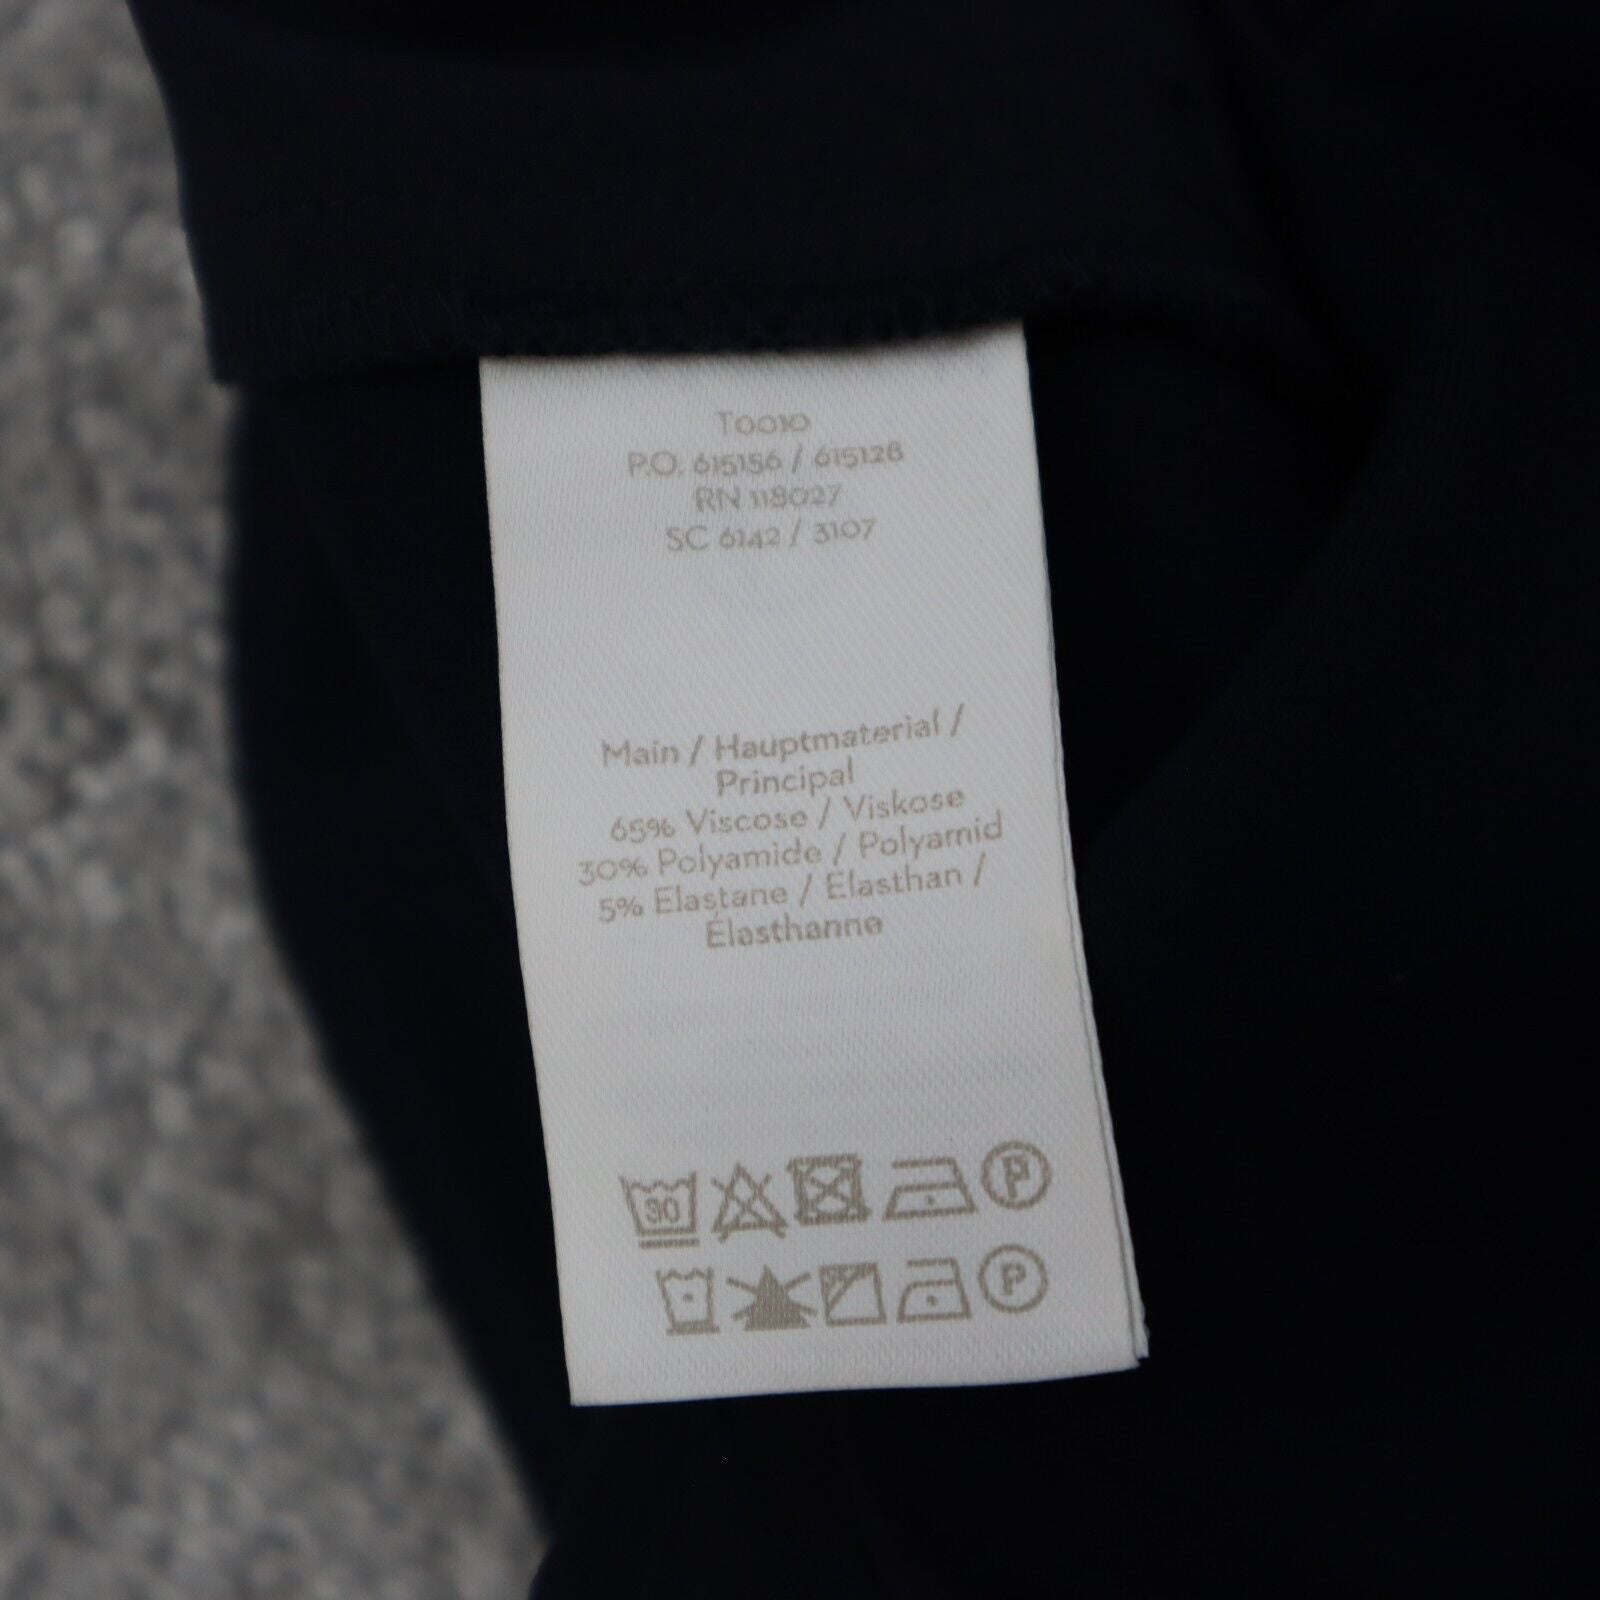 T0010
P.O. 615156 / 615128
RN 118027
SC 6142 / 3107
Main / Hauptmaterial /
Principal
65% Viscose / Viskose
30% Polyamide / Polyamid
5% Elastane / Elasthan /
Élasthanne
30 P
P